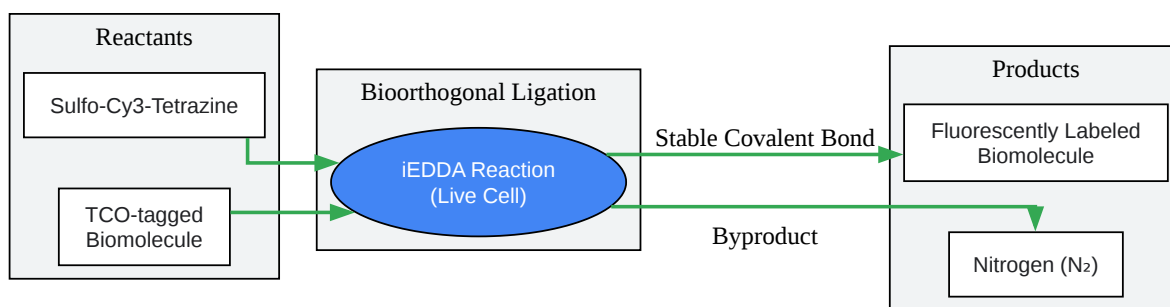 Reactants
Sulfo-Cy3-Tetrazine
TCO-tagged
Biomolecule
Bioorthogonal Ligation
iEDDA Reaction
(Live Cell)
Stable Covalent Bond
Byproduct
Products
Fluorescently Labeled
Biomolecule
Nitrogen (N₂)